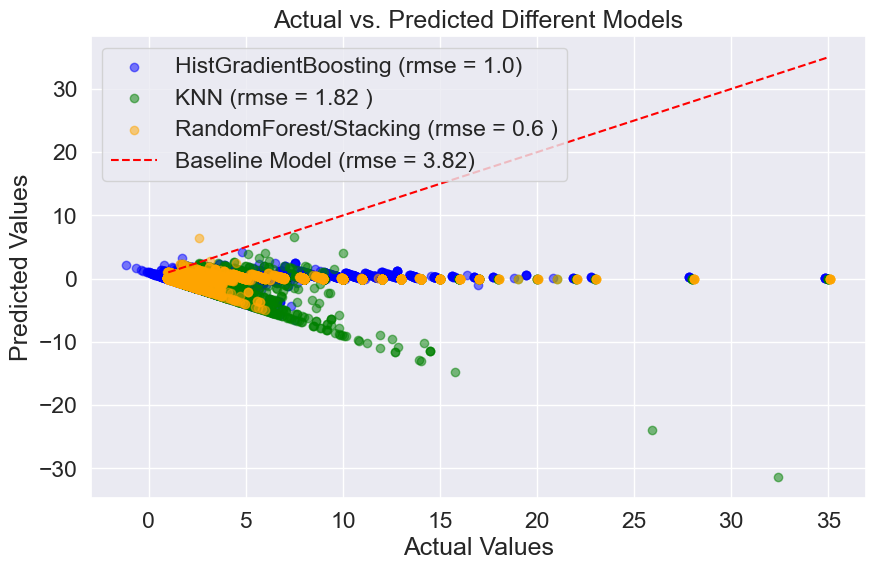 Actual vs. Predicted Different Models
HistGradientBoosting (rmse = 1.0)
KNN (rmse = 1.82 )
RandomForest/Stacking (rmse = 0.6 )
Baseline Model (rmse = 3.82)
Predicted Values
30
20
10
0
−10
−20
−30
0 5 10 15 20 25 30 35
Actual Values